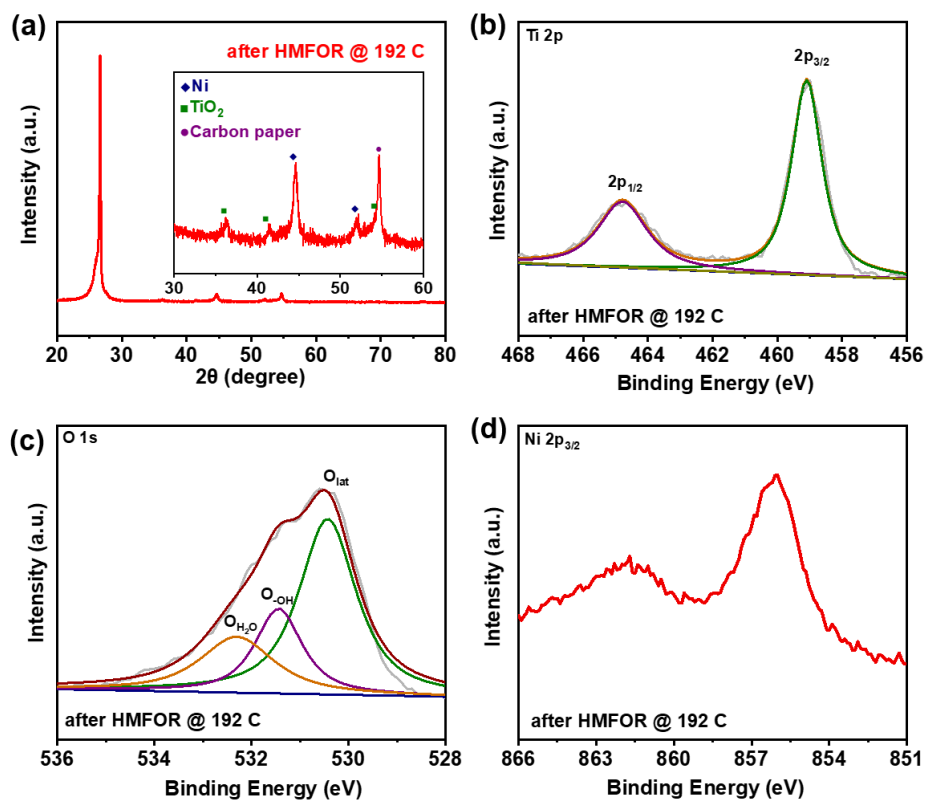 (a)
after HMFOR @ 192 C
Ni
TiO₂
Carbon paper
30 40 50 60
Intensity (a.u.)
20 30 40 50 60 70 80
2θ (degree)
(b)
Ti 2p
2p₃/₂
2p₁/₂
after HMFOR @ 192 C
Intensity (a.u.)
468 466 464 462 460 458 456
Binding Energy (eV)
(c)
O 1s
O_lat
O_-OH
O_H₂O
after HMFOR @ 192 C
Intensity (a.u.)
536 534 532 530 528
Binding Energy (eV)
(d)
Ni 2p₃/₂
after HMFOR @ 192 C
Intensity (a.u.)
866 863 860 857 854 851
Binding Energy (eV)